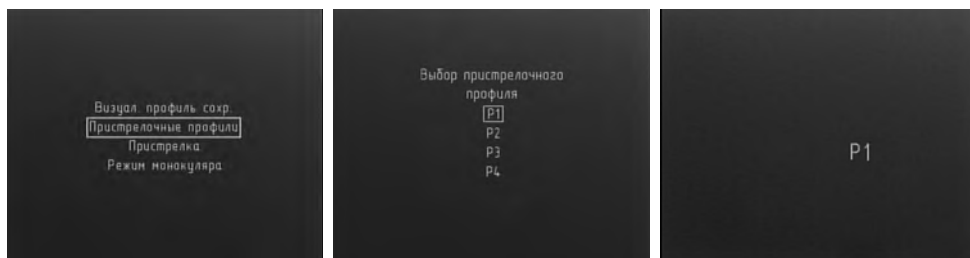 Визуал. профиль сохр.
Пристрелочные профили
Пристрелка
Режим монокуляра
Выбор пристрелочного
профиля
P1
P2
P3
P4
P1